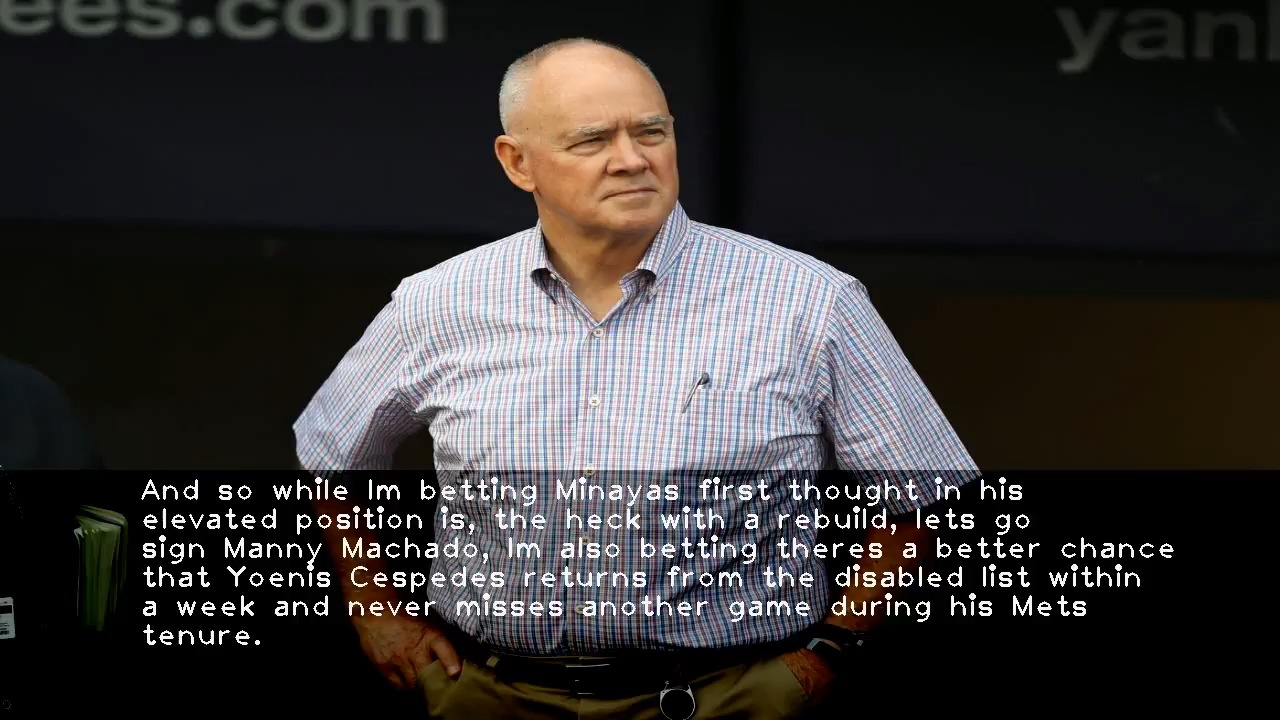 ees.com
yan
And so while Im betting Minayas first thought in his
elevated position is, the heck with a rebuild, lets go
sign Manny Machado, Im also betting theres a better chance
that Yoenis Cespedes returns from the disabled list within
a week and never misses another game during his Mets
tenure.